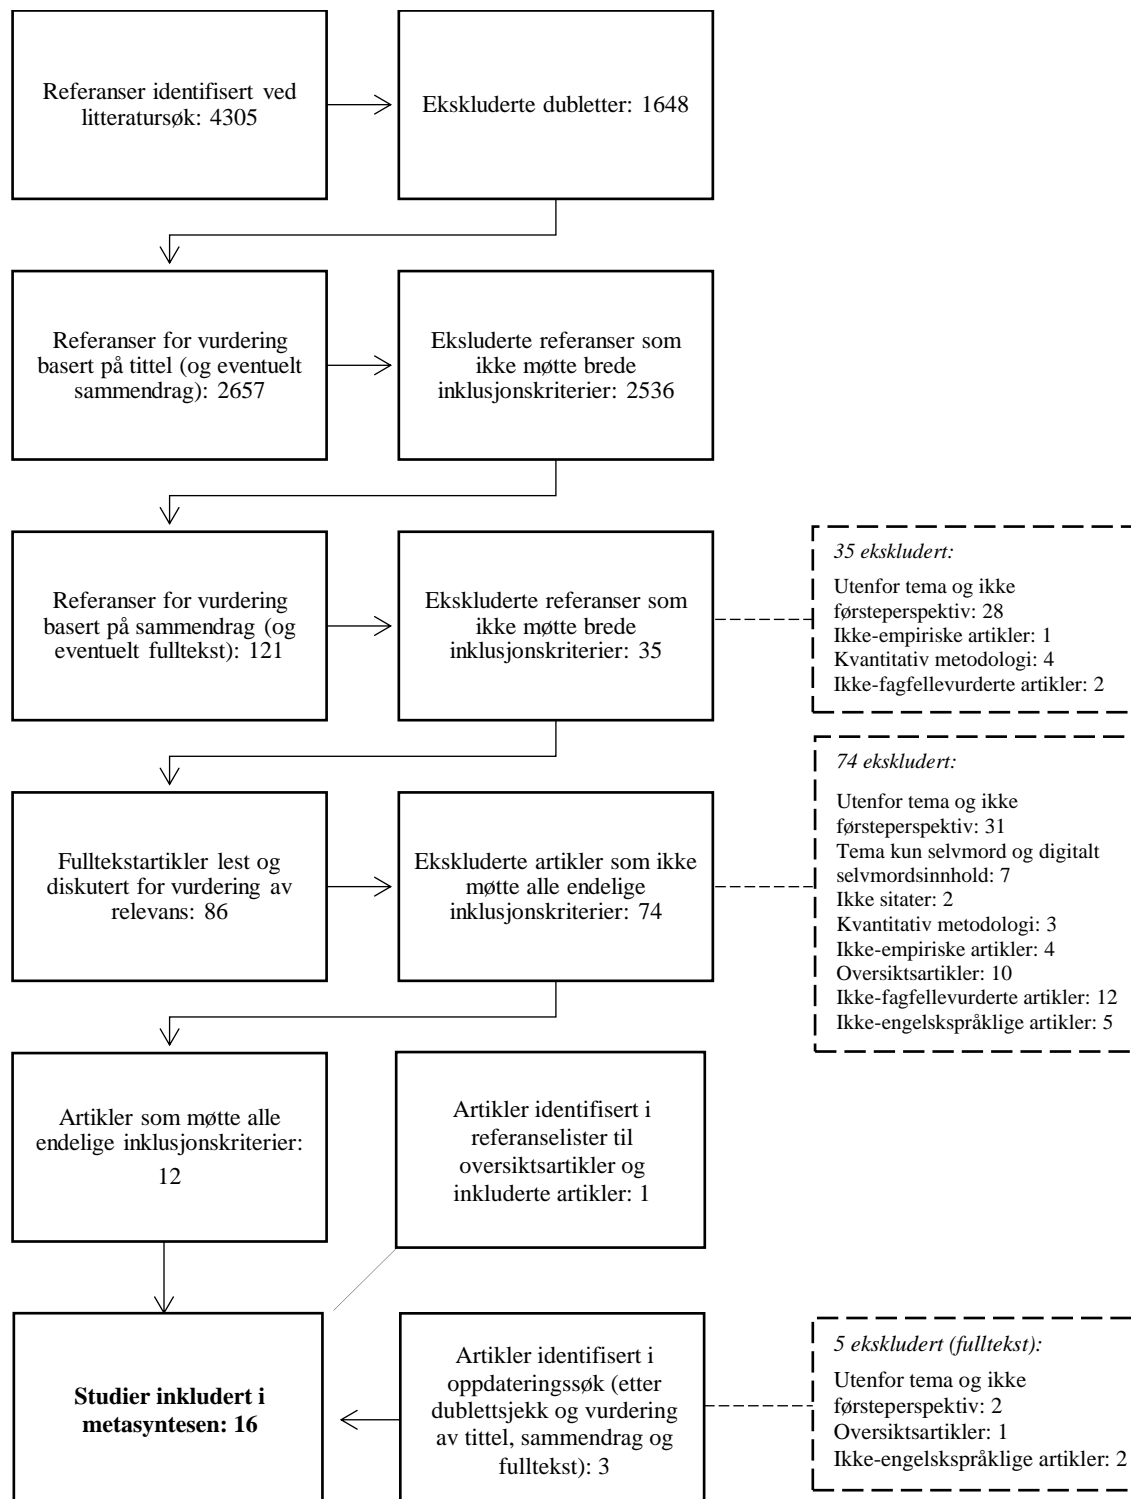 Referanser identifisert ved
litteratursøk: 4305
Ekskluderte dubletter: 1648
Referanser for vurdering
basert på tittel (og eventuelt
sammendrag): 2657
Eksluderte referanser som
ikke møtte brede
inklusjonskriterier: 2536
Referanser for vurdering
basert på sammendrag (og
eventuelt fulltekst): 121
Ekskluderte referanser som
ikke møtte brede
inklusjonskriterier: 35
35 ekskludert:
Utenfor tema og ikke
førsteperspektiv: 28
Ikke-empiriske artikler: 1
Kvantitativ metodologi: 4
Ikke-fagfellevurderte artikler: 2
Fulltekstartikler lest og
diskutert for vurdering av
relevans: 86
Ekskluderte artikler som ikke
møtte alle endelige
inklusjonskriterier: 74
74 ekskludert:
Utenfor tema og ikke
førsteperspektiv: 31
Tema kun selvmord og digitalt
selvmordsinnhold: 7
Ikke sitater: 2
Kvantitativ metodologi: 3
Ikke-empiriske artikler: 4
Oversiktsartikler: 10
Ikke-fagfellevurderte artikler: 12
Ikke-engelskspråklige artikler: 5
Artikler som møtte alle
endelige inklusjonskriterier:
12
Artikler identifisert i
referanselister til
oversiktsartikler og
inkluderte artikler: 1
Studier inkludert i
metasyntesen: 16
Artikler identifisert i
oppdateringssøk (etter
dublettsjekk og vurdering
av tittel, sammendrag og
fulltekst): 3
5 ekskludert (fulltekst):
Utenfor tema og ikke
førsteperspektiv: 2
Oversiktsartikler: 1
Ikke-engelskspråklige artikler: 2